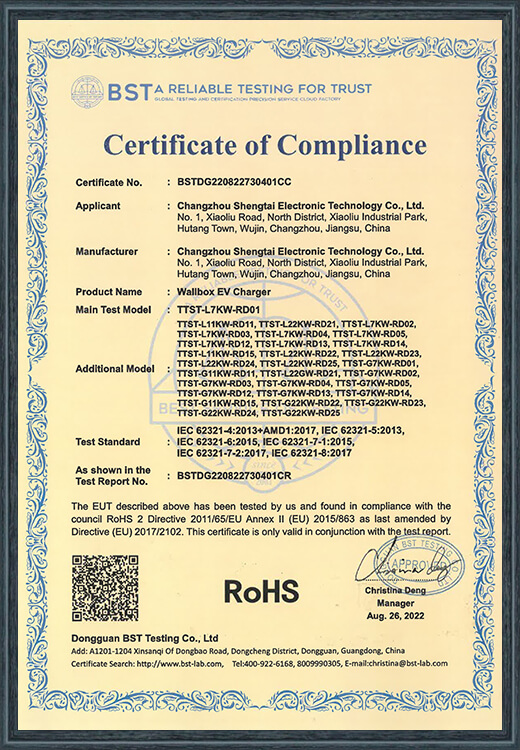 BST A RELIABLE TESTING FOR TRUST
GLOBAL TESTING AND CERTIFICATION PRECISION SERVICE CLOUD FACTORY
Certificate of Compliance
Certificate No. : BSTDG220822730401CC
Applicant : Changzhou Shengtai Electronic Technology Co., Ltd.
No. 1, Xiaoliu Road, North District, Xiaoliu Industrial Park,
Hutang Town, Wujin, Changzhou, Jiangsu, China
Manufacturer : Changzhou Shengtai Electronic Technology Co., Ltd.
No. 1, Xiaoliu Road, North District, Xiaoliu Industrial Park,
Hutang Town, Wujin, Changzhou, Jiangsu, China
Product Name : Wallbox EV Charger
Main Test Model : TTST-L7KW-RD01
TTST-L11KW-RD11, TTST-L22KW-RD21, TTST-L7KW-RD02,
TTST-L7KW-RD03, TTST-L7KW-RD04, TTST-L7KW-RD05,
TTST-L7KW-RD12, TTST-L7KW-RD13, TTST-L7KW-RD14,
TTST-L11KW-RD15, TTST-L22KW-RD22, TTST-L22KW-RD23,
TTST-L22KW-RD24, TTST-L22KW-RD25, TTST-G7KW-RD01,
Additional Model : TTST-G11KW-RD11, TTST-L22GW-RD21, TTST-G7KW-RD02,
TTST-G7KW-RD03, TTST-G7KW-RD04, TTST-G7KW-RD05,
TTST-G7KW-RD12, TTST-G7KW-RD13, TTST-G7KW-RD14,
TTST-G11KW-RD15, TTST-G22KW-RD22, TTST-G22KW-RD23,
TTST-G22KW-RD24, TTST-G22KW-RD25
IEC 62321-4:2013+AMD1:2017, IEC 62321-5:2013,
Test Standard : IEC 62321-6:2015, IEC 62321-7-1:2015,
IEC 62321-7-2:2017, IEC 62321-8:2017
As shown in the
Test Report No. : BSTDG220822730401CR
The EUT described above has been tested by us and found in compliance with the
council RoHS 2 Directive 2011/65/EU Annex II (EU) 2015/863 as last amended by
Directive (EU) 2017/2102. This certificate is only valid in conjunction with the test report.
BST TESTING
APPROV
RoHS
Christina Deng
Manager
Aug. 26, 2022
Dongguan BST Testing Co., Ltd
Add: A1201-1204 Xinsanqi Of Dongbao Road, Dongcheng District, Dongguan, Guangdong, China
Certificate Search: http://www.bst-lab.com, Tel:400-922-6168, 8009990305, E-mail:christina@bst-lab.com